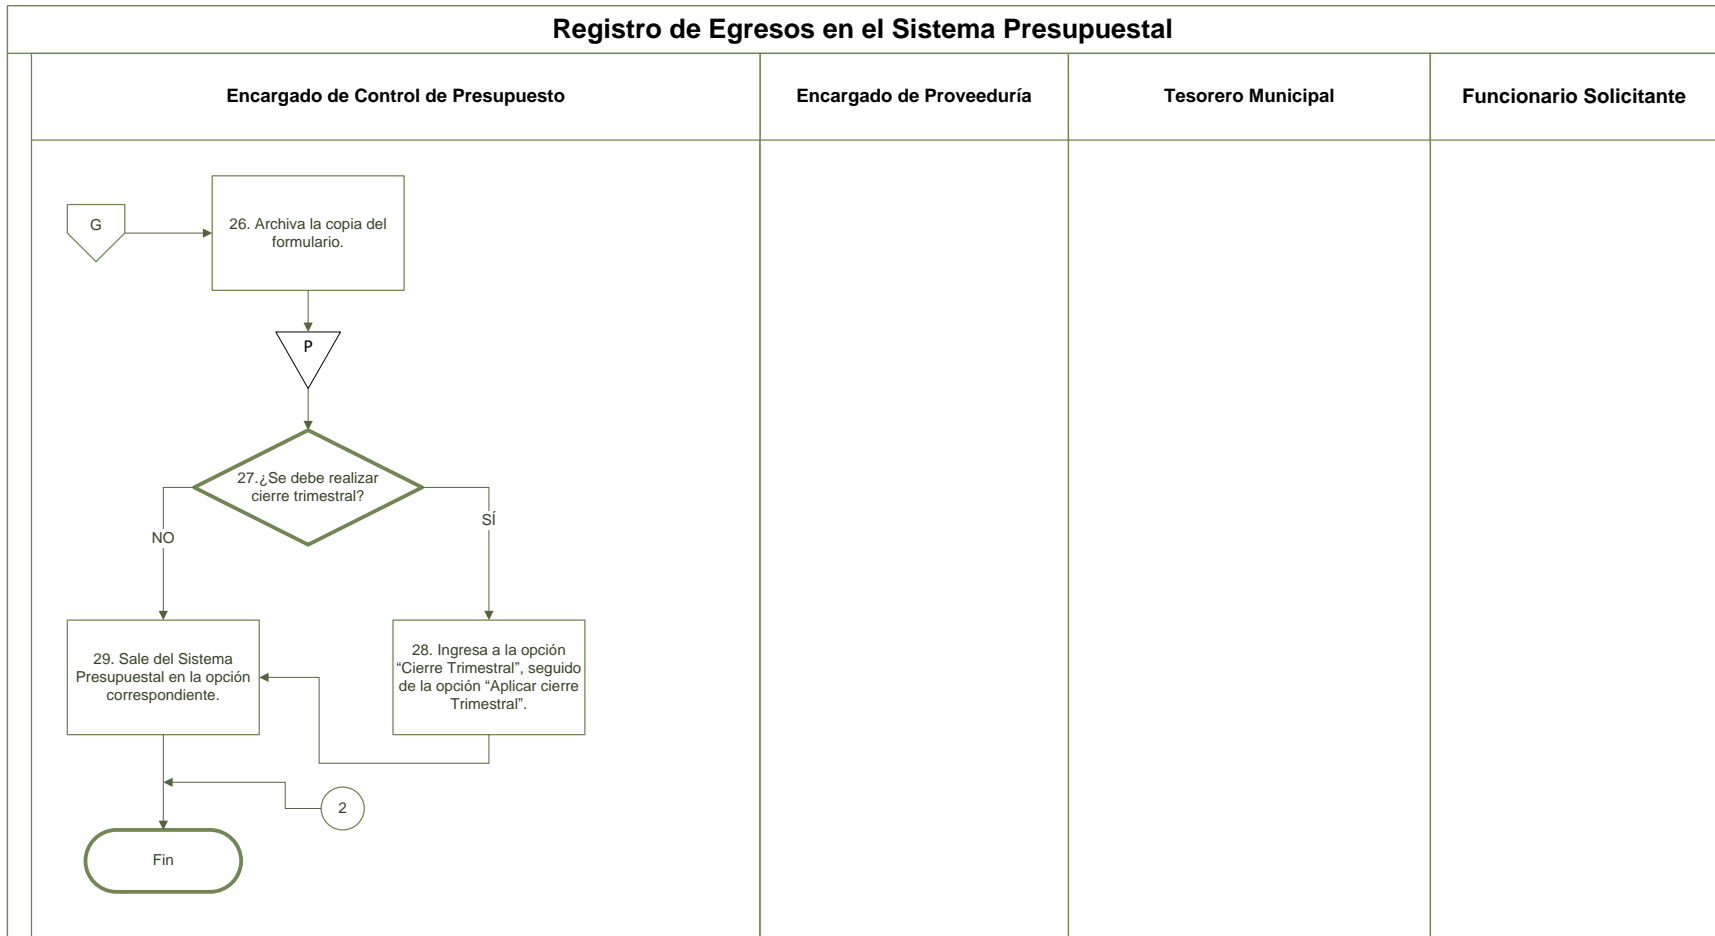 Registro de Egresos en el Sistema Presupuestal
Encargado de Control de Presupuesto
Encargado de Proveeduría
Tesorero Municipal
Funcionario Solicitante
G
26. Archiva la copia del
formulario.
P
27.¿Se debe realizar
cierre trimestral?
SÍ
NO
29. Sale del Sistema
Presupuestal en la opción
correspondiente.
28. Ingresa a la opción
“Cierre Trimestral”, seguido
de la opción “Aplicar cierre
Trimestral”.
2
Fin